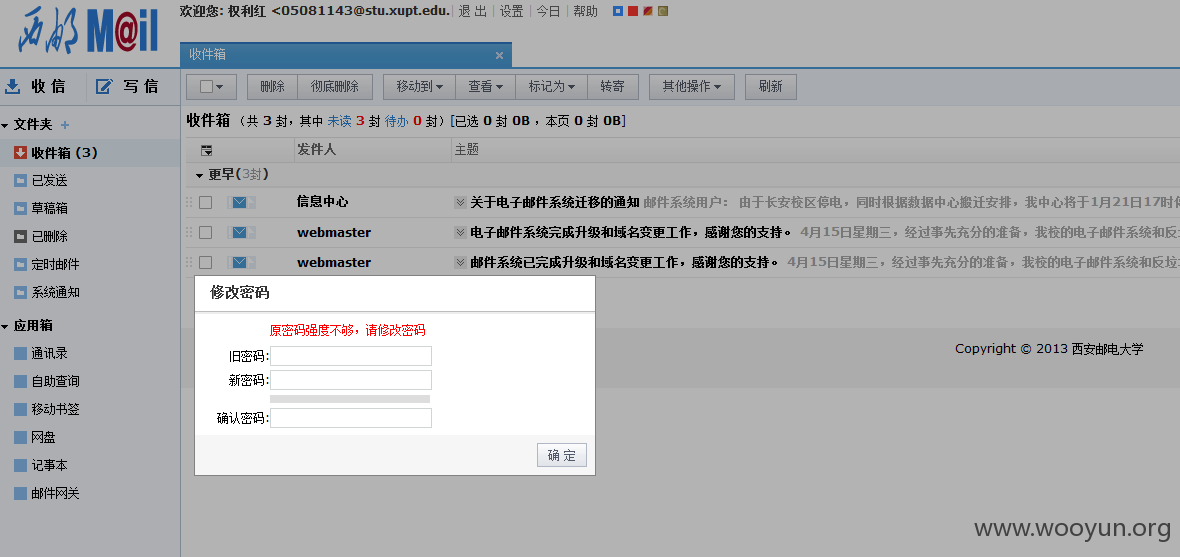 西邮 M@il
欢迎您: 权利红 <05081143@stu.xupt.edu. | 退 出 | 设置 | 今日 | 帮助
收件箱 ×
收 信 写 信
删除 彻底删除 移动到 查看 标记为 转寄 其他操作 刷新
文件夹 +
收件箱 (3)
已发送
草稿箱
已删除
定时邮件
系统通知
应用箱
通讯录
自助查询
移动书签
网盘
记事本
邮件网关
收件箱 （共 3 封，其中 未读 3 封 待办 0 封）[已选 0 封 0B ，本页 0 封 0B]
发件人 主题
更早(3封)
信息中心 关于电子邮件系统迁移的通知 邮件系统用户： 由于长安校区停电，同时根据数据中心搬迁安排，我中心将于1月21日17时停
webmaster 电子邮件系统完成升级和域名变更工作，感谢您的支持。 4月15日星期三，经过事先充分的准备，我校的电子邮件系统和反垃
webmaster 邮件系统已完成升级和域名变更工作，感谢您的支持。 4月15日星期三，经过事先充分的准备，我校的电子邮件系统和反垃
修改密码
原密码强度不够，请修改密码
旧密码:
新密码:
确认密码:
确 定
Copyright © 2013 西安邮电大学
www.wooyun.org